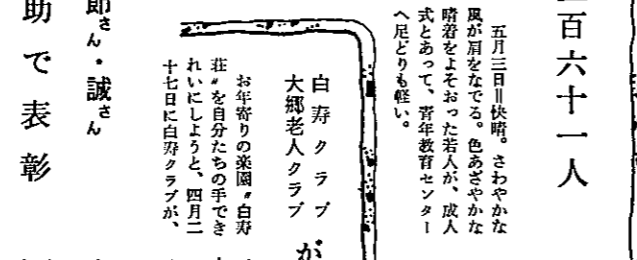 百六十一人
五月三日＝快晴。さわやかな
風が肩をなでる。色あざやかな
晴着をよそおった若人が、成人
式とあって、青年教育センター
へ足どりも軽い。
白寿クラブ
大郷老人クラブ
が
お年寄りの楽園〝白寿
荘〟を自分たちの手でき
れいにしようと、四月二
十七日に白寿クラブが、
郎さん・誠さん
助で表彰